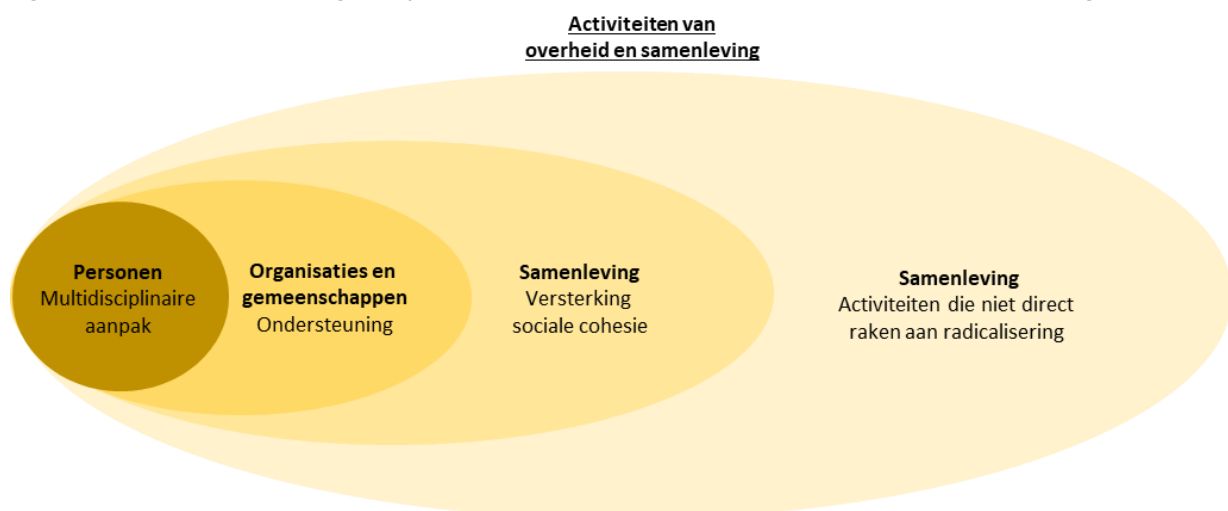 Activiteiten van
overheid en samenleving
Personen
Multidisciplinaire
aanpak
Organisaties en
gemeenschappen
Ondersteuning
Samenleving
Versterking
sociale cohesie
Samenleving
Activiteiten die niet direct
raken aan radicalisering